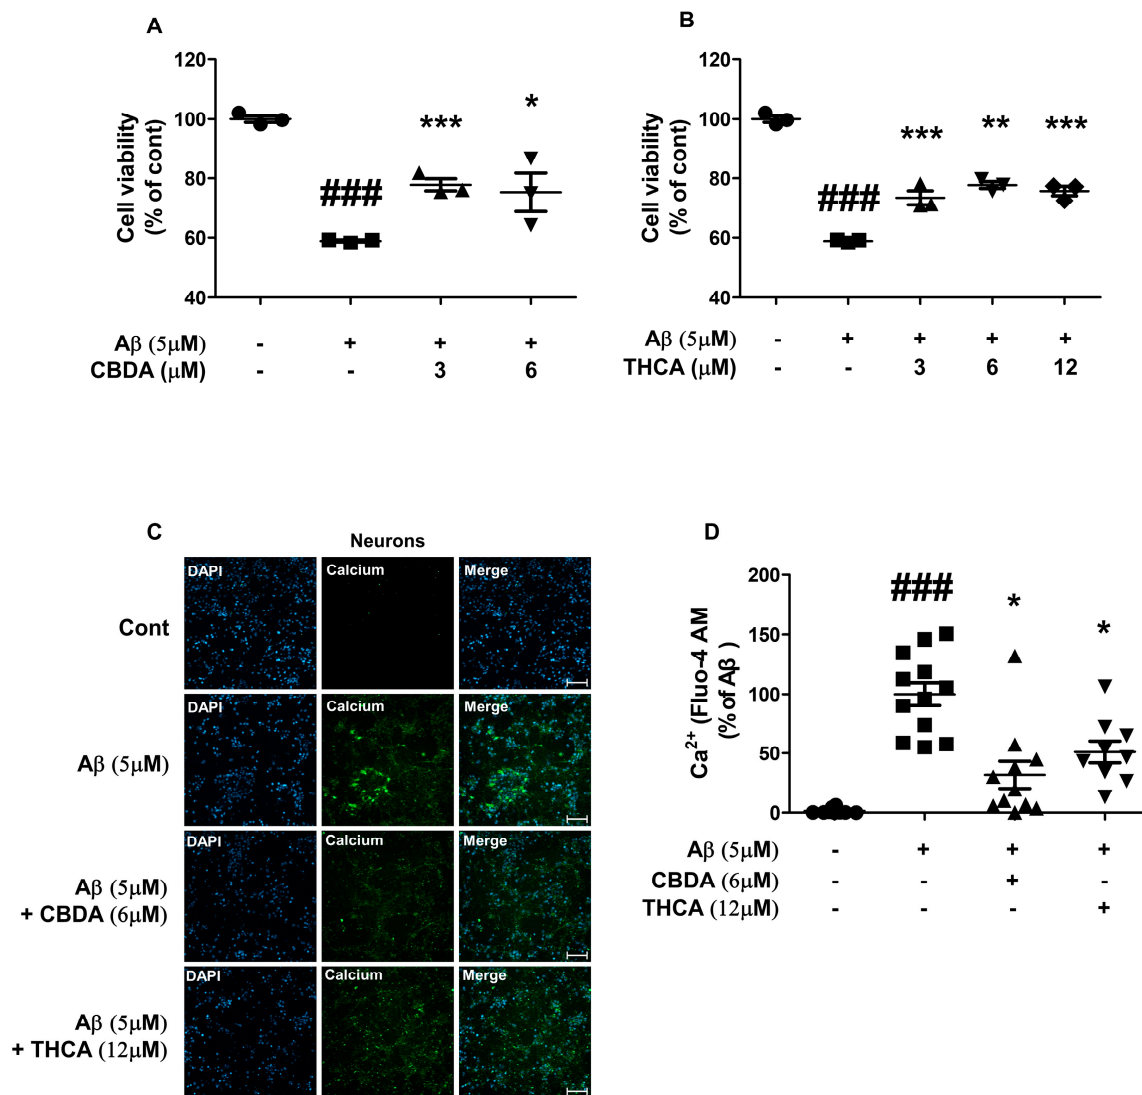 A
Cell viability
(% of cont)
120
100
80
60
40
###
***
*
Aβ (5μM) - + + +
CBDA (μM) - - 3 6
B
Cell viability
(% of cont)
120
100
80
60
40
###
***
**
***
Aβ (5μM) - + + + +
THCA (μM) - - 3 6 12
C
Neurons
Cont
DAPI Calcium Merge
Aβ (5μM)
DAPI Calcium Merge
Aβ (5μM)
+ CBDA (6μM)
DAPI Calcium Merge
Aβ (5μM)
+ THCA (12μM)
DAPI Calcium Merge
D
Ca²⁺ (Fluo-4 AM
(% of Aβ )
200
150
100
50
0
###
*
*
Aβ (5μM) - + + +
CBDA (6μM) - - + -
THCA (12μM) - - - +